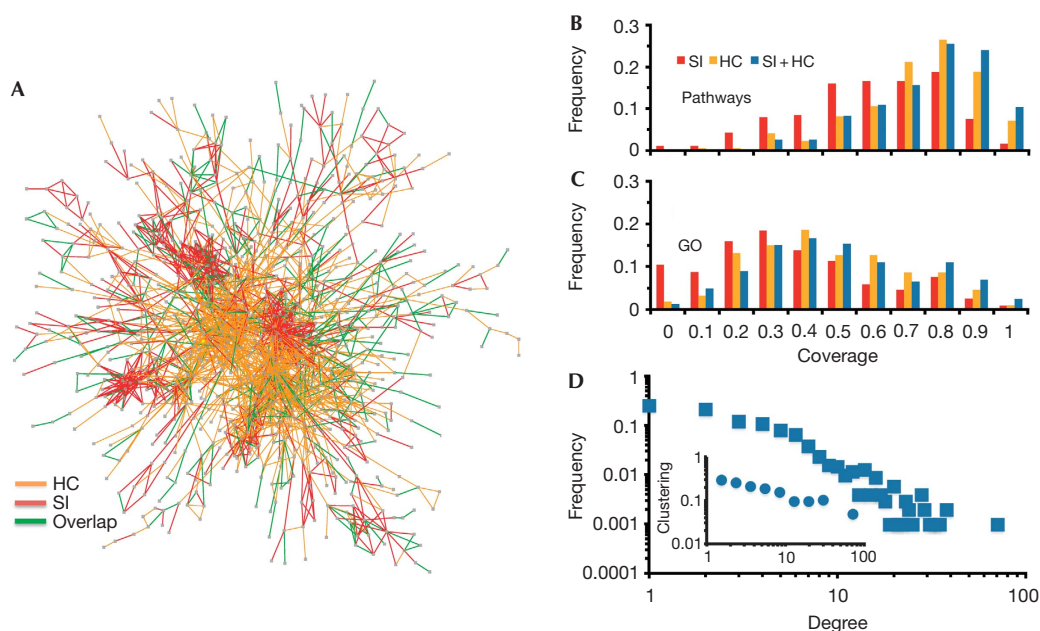 A
HC
SI
Overlap
B
0.3
0.2
0.1
0
Frequency
SI HC SI + HC
Pathways
C
0.3
0.2
0.1
0
Frequency
GO
0 0.1 0.2 0.3 0.4 0.5 0.6 0.7 0.8 0.9 1
Coverage
D
1
0.1
0.01
0.001
0.0001
Frequency
1
0.1
0.01
Clustering
1 10 100
1 10 100
Degree